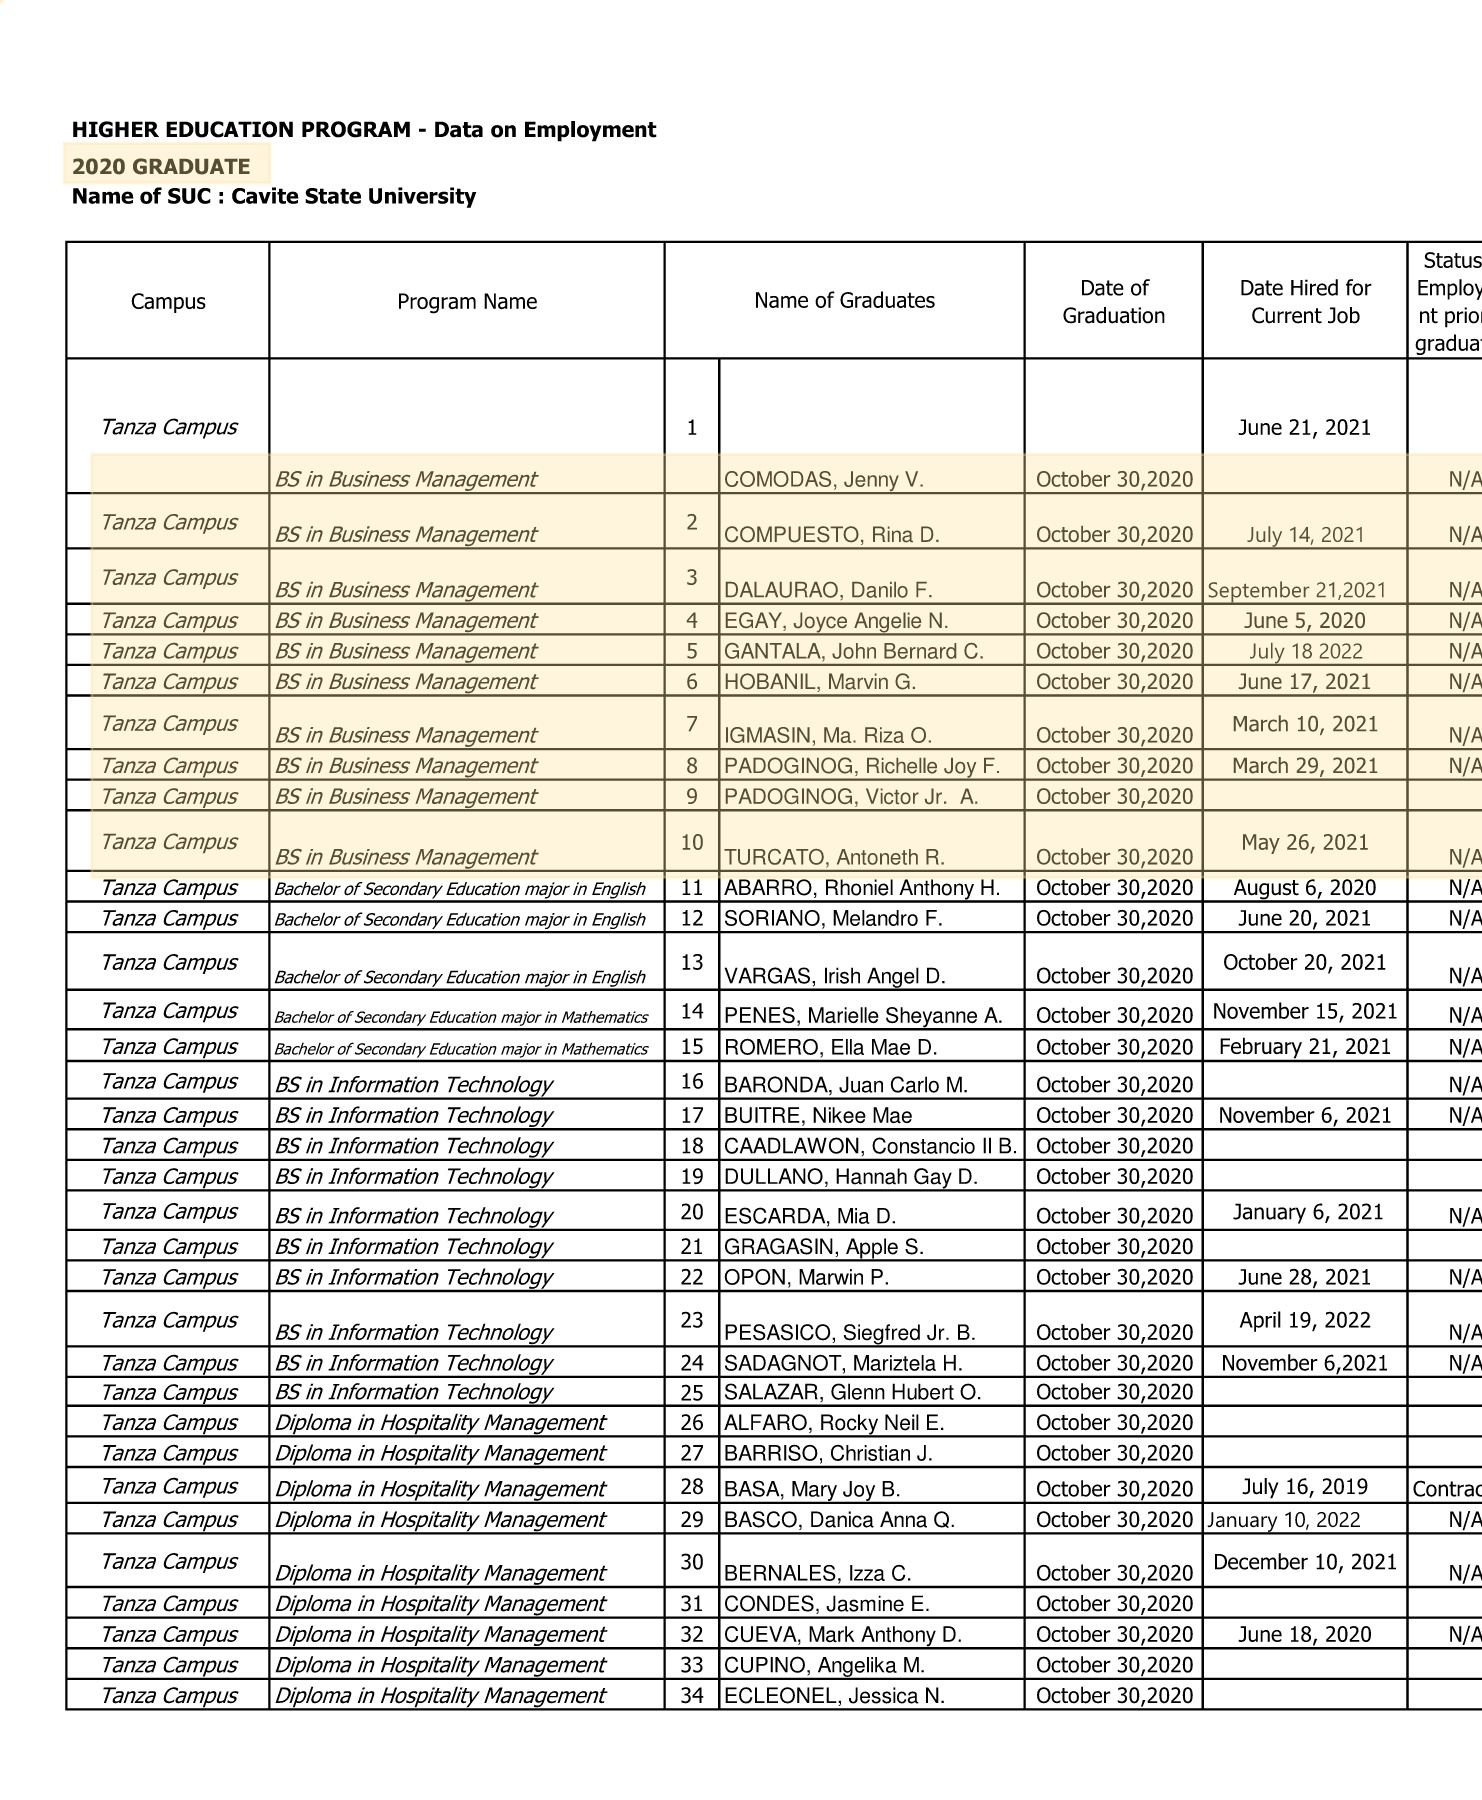 HIGHER EDUCATION PROGRAM - Data on Employment
2020 GRADUATE
Name of SUC : Cavite State University
Campus Program Name Name of Graduates Date of Graduation Date Hired for Current Job Status Employ nt prior graduat
Tanza Campus 1 June 21, 2021
BS in Business Management COMODAS, Jenny V. October 30,2020 N/A
Tanza Campus BS in Business Management 2 COMPUESTO, Rina D. October 30,2020 July 14, 2021 N/A
Tanza Campus BS in Business Management 3 DALAURAO, Danilo F. October 30,2020 September 21,2021 N/A
Tanza Campus BS in Business Management 4 EGAY, Joyce Angelie N. October 30,2020 June 5, 2020 N/A
Tanza Campus BS in Business Management 5 GANTALA, John Bernard C. October 30,2020 July 18 2022 N/A
Tanza Campus BS in Business Management 6 HOBANIL, Marvin G. October 30,2020 June 17, 2021 N/A
Tanza Campus BS in Business Management 7 IGMASIN, Ma. Riza O. October 30,2020 March 10, 2021 N/A
Tanza Campus BS in Business Management 8 PADOGINOG, Richelle Joy F. October 30,2020 March 29, 2021 N/A
Tanza Campus BS in Business Management 9 PADOGINOG, Victor Jr. A. October 30,2020
Tanza Campus BS in Business Management 10 TURCATO, Antoneth R. October 30,2020 May 26, 2021 N/A
Tanza Campus Bachelor of Secondary Education major in English 11 ABARRO, Rhoniel Anthony H. October 30,2020 August 6, 2020 N/A
Tanza Campus Bachelor of Secondary Education major in English 12 SORIANO, Melandro F. October 30,2020 June 20, 2021 N/A
Tanza Campus Bachelor of Secondary Education major in English 13 VARGAS, Irish Angel D. October 30,2020 October 20, 2021 N/A
Tanza Campus Bachelor of Secondary Education major in Mathematics 14 PENES, Marielle Sheyanne A. October 30,2020 November 15, 2021 N/A
Tanza Campus Bachelor of Secondary Education major in Mathematics 15 ROMERO, Ella Mae D. October 30,2020 February 21, 2021 N/A
Tanza Campus BS in Information Technology 16 BARONDA, Juan Carlo M. October 30,2020 N/A
Tanza Campus BS in Information Technology 17 BUITRE, Nikee Mae October 30,2020 November 6, 2021 N/A
Tanza Campus BS in Information Technology 18 CAADLAWON, Constancio II B. October 30,2020
Tanza Campus BS in Information Technology 19 DULLANO, Hannah Gay D. October 30,2020
Tanza Campus BS in Information Technology 20 ESCARDA, Mia D. October 30,2020 January 6, 2021 N/A
Tanza Campus BS in Information Technology 21 GRAGASIN, Apple S. October 30,2020
Tanza Campus BS in Information Technology 22 OPON, Marwin P. October 30,2020 June 28, 2021 N/A
Tanza Campus BS in Information Technology 23 PESASICO, Siegfred Jr. B. October 30,2020 April 19, 2022 N/A
Tanza Campus BS in Information Technology 24 SADAGNOT, Mariztela H. October 30,2020 November 6,2021 N/A
Tanza Campus BS in Information Technology 25 SALAZAR, Glenn Hubert O. October 30,2020
Tanza Campus Diploma in Hospitality Management 26 ALFARO, Rocky Neil E. October 30,2020
Tanza Campus Diploma in Hospitality Management 27 BARRISO, Christian J. October 30,2020
Tanza Campus Diploma in Hospitality Management 28 BASA, Mary Joy B. October 30,2020 July 16, 2019 Contrac
Tanza Campus Diploma in Hospitality Management 29 BASCO, Danica Anna Q. October 30,2020 January 10, 2022 N/A
Tanza Campus Diploma in Hospitality Management 30 BERNALES, Izza C. October 30,2020 December 10, 2021 N/A
Tanza Campus Diploma in Hospitality Management 31 CONDES, Jasmine E. October 30,2020
Tanza Campus Diploma in Hospitality Management 32 CUEVA, Mark Anthony D. October 30,2020 June 18, 2020 N/A
Tanza Campus Diploma in Hospitality Management 33 CUPINO, Angelika M. October 30,2020
Tanza Campus Diploma in Hospitality Management 34 ECLEONEL, Jessica N. October 30,2020